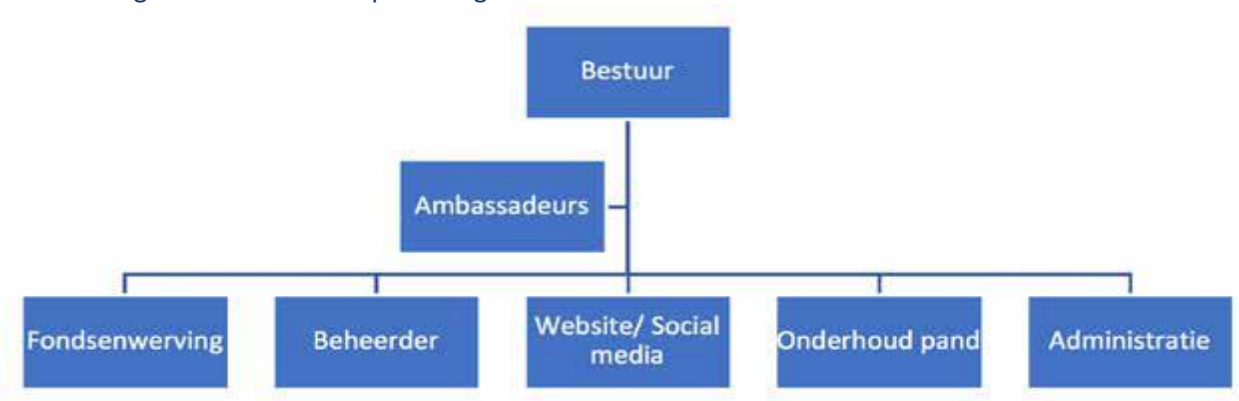 Bestuur
Ambassadeurs
Fondsenwerving
Beheerder
Website/ Social
media
Onderhoud pand
Administratie